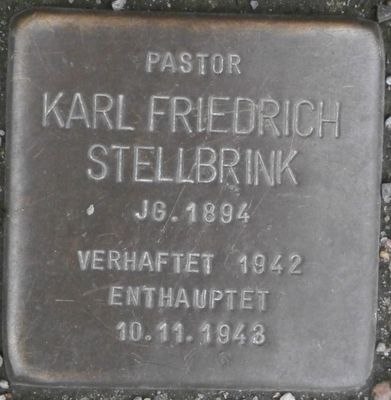 PASTOR
KARL FRIEDRICH
STELLBRINK
JG. 1894
VERHAFTET 1942
ENTHAUPTET
10.11.1943